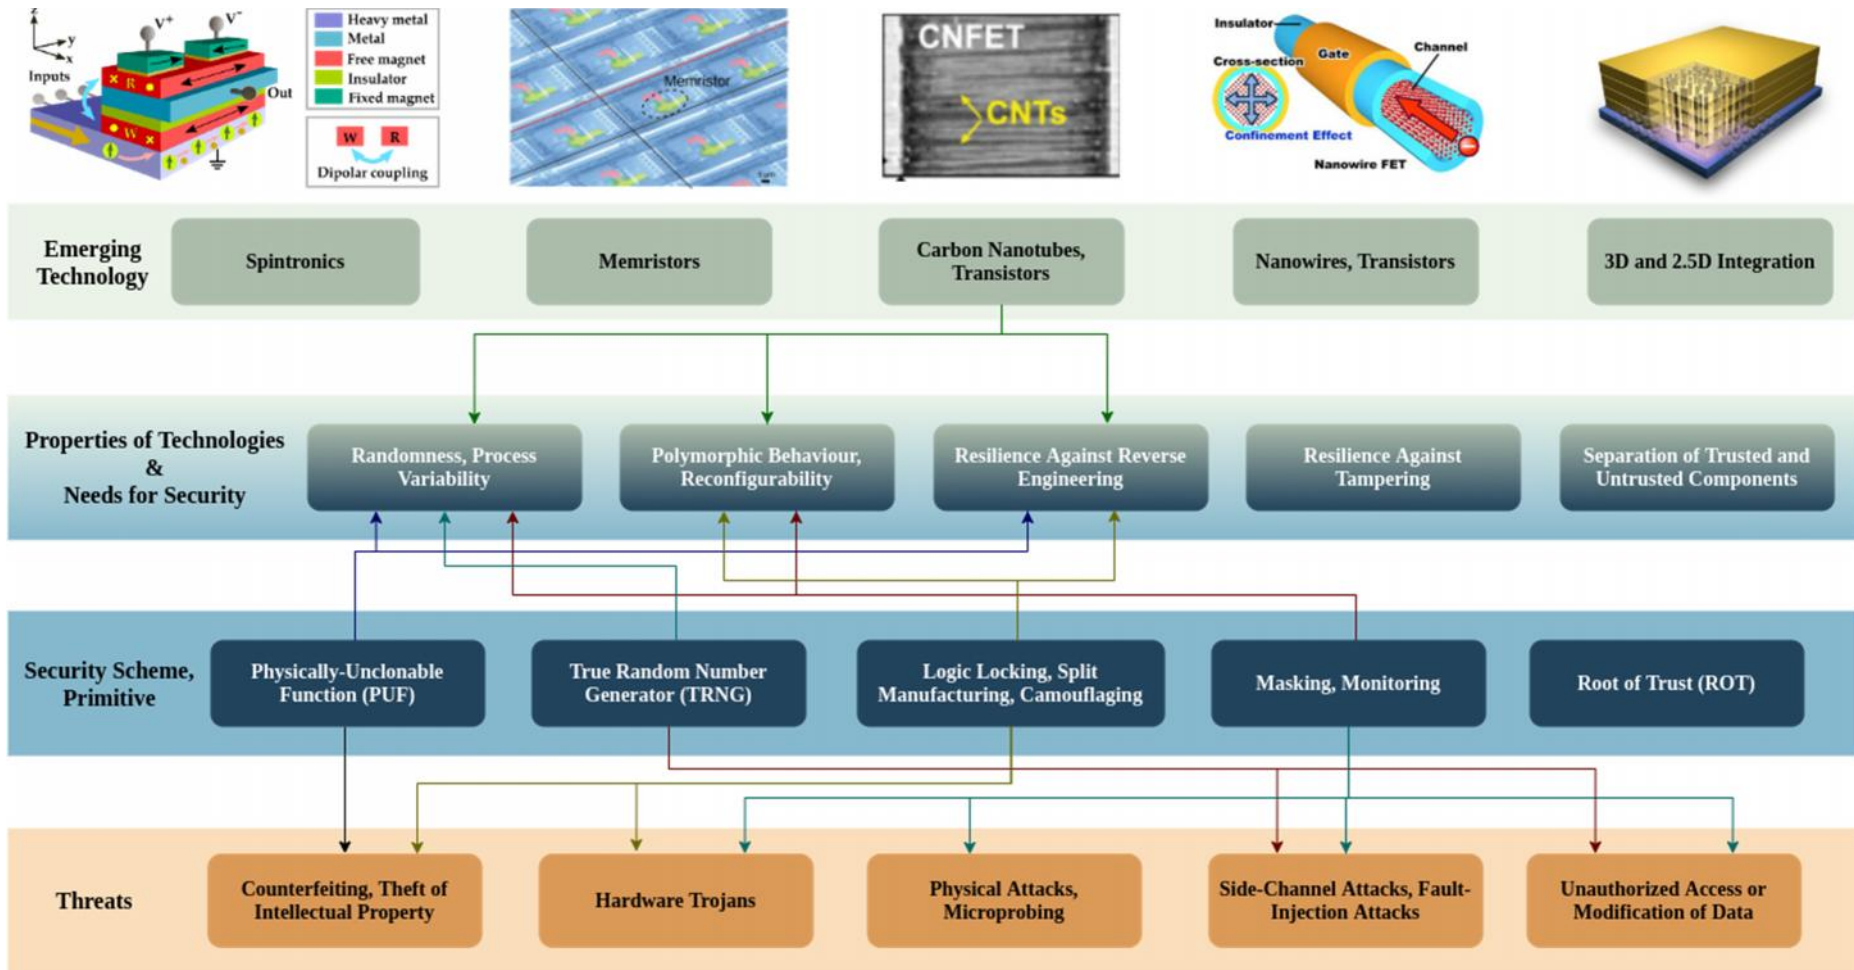 z
y
x
V+
V-
Inputs
R
W
Out
Heavy metal
Metal
Free magnet
Insulator
Fixed magnet
W
R
Dipolar coupling
Memristor
CNFET
CNTs
Insulator
Gate
Channel
Cross-section
Confinement Effect
Nanowire FET
Emerging
Technology
Spintronics
Memristors
Carbon Nanotubes,
Transistors
Nanowires, Transistors
3D and 2.5D Integration
Properties of Technologies
&
Needs for Security
Randomness, Process
Variability
Polymorphic Behaviour,
Reconfigurability
Resilience Against Reverse
Engineering
Resilience Against
Tampering
Separation of Trusted and
Untrusted Components
Security Scheme,
Primitive
Physically-Unclonable
Function (PUF)
True Random Number
Generator (TRNG)
Logic Locking, Split
Manufacturing, Camouflaging
Masking, Monitoring
Root of Trust (ROT)
Threats
Counterfeiting, Theft of
Intellectual Property
Hardware Trojans
Physical Attacks,
Microprobing
Side-Channel Attacks, Fault-
Injection Attacks
Unauthorized Access or
Modification of Data